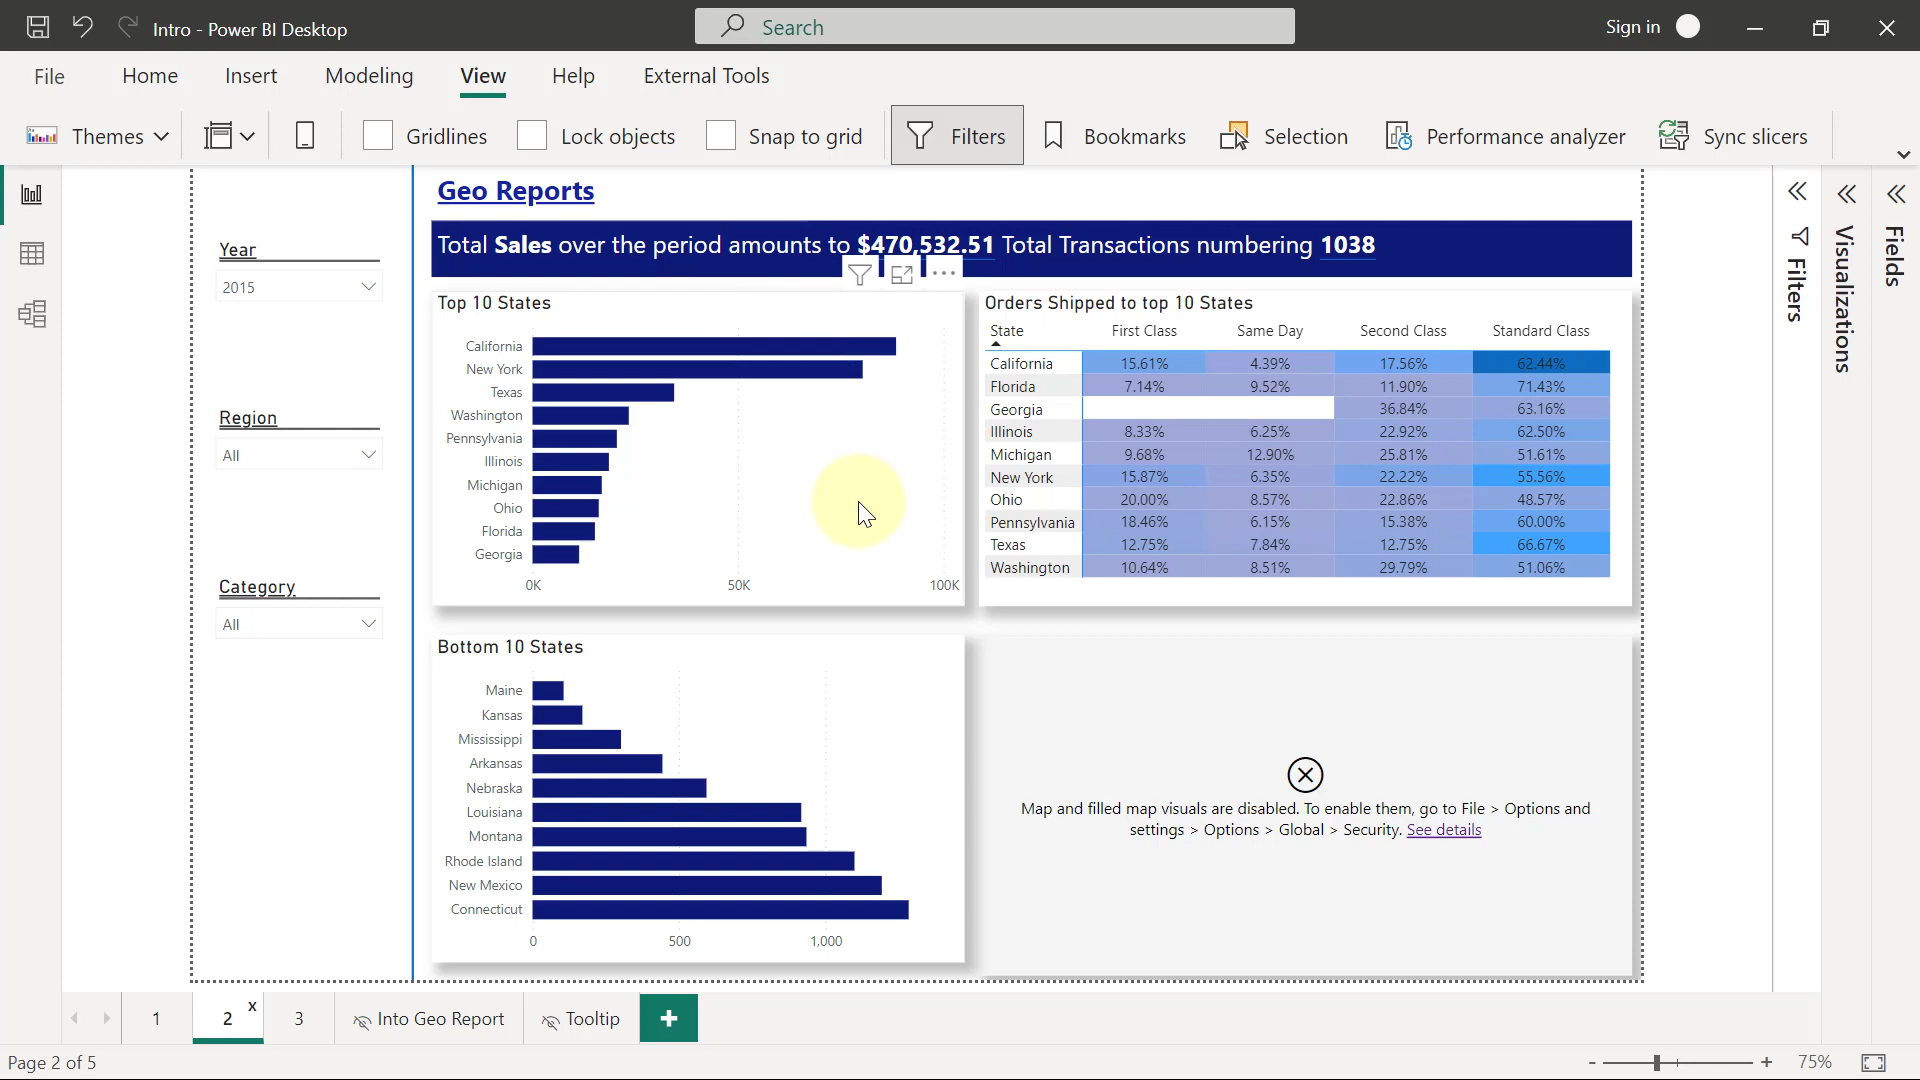 Intro - Power BI Desktop
Search
Sign in
File Home Insert Modeling View Help External Tools
Themes Gridlines Lock objects Snap to grid Filters Bookmarks Selection Performance analyzer Sync slicers
Geo Reports
Total Sales over the period amounts to $470,532.51 Total Transactions numbering 1038
Year
2015
Region
All
Category
All
Top 10 States
California
New York
Texas
Washington
Pennsylvania
Illinois
Michigan
Ohio
Florida
Georgia
0K 50K 100K
Orders Shipped to top 10 States
State First Class Same Day Second Class Standard Class
California 15.61% 4.39% 17.56% 62.44%
Florida 7.14% 9.52% 11.90% 71.43%
Georgia 36.84% 63.16%
Illinois 8.33% 6.25% 22.92% 62.50%
Michigan 9.68% 12.90% 25.81% 51.61%
New York 15.87% 6.35% 22.22% 55.56%
Ohio 20.00% 8.57% 22.86% 48.57%
Pennsylvania 18.46% 6.15% 15.38% 60.00%
Texas 12.75% 7.84% 12.75% 66.67%
Washington 10.64% 8.51% 29.79% 51.06%
Bottom 10 States
Maine
Kansas
Mississippi
Arkansas
Nebraska
Louisiana
Montana
Rhode Island
New Mexico
Connecticut
0 500 1,000
Map and filled map visuals are disabled. To enable them, go to File > Options and
settings > Options > Global > Security. See details
Filters
Visualizations
Fields
1 2 x 3 Into Geo Report Tooltip +
Page 2 of 5
- + 75%